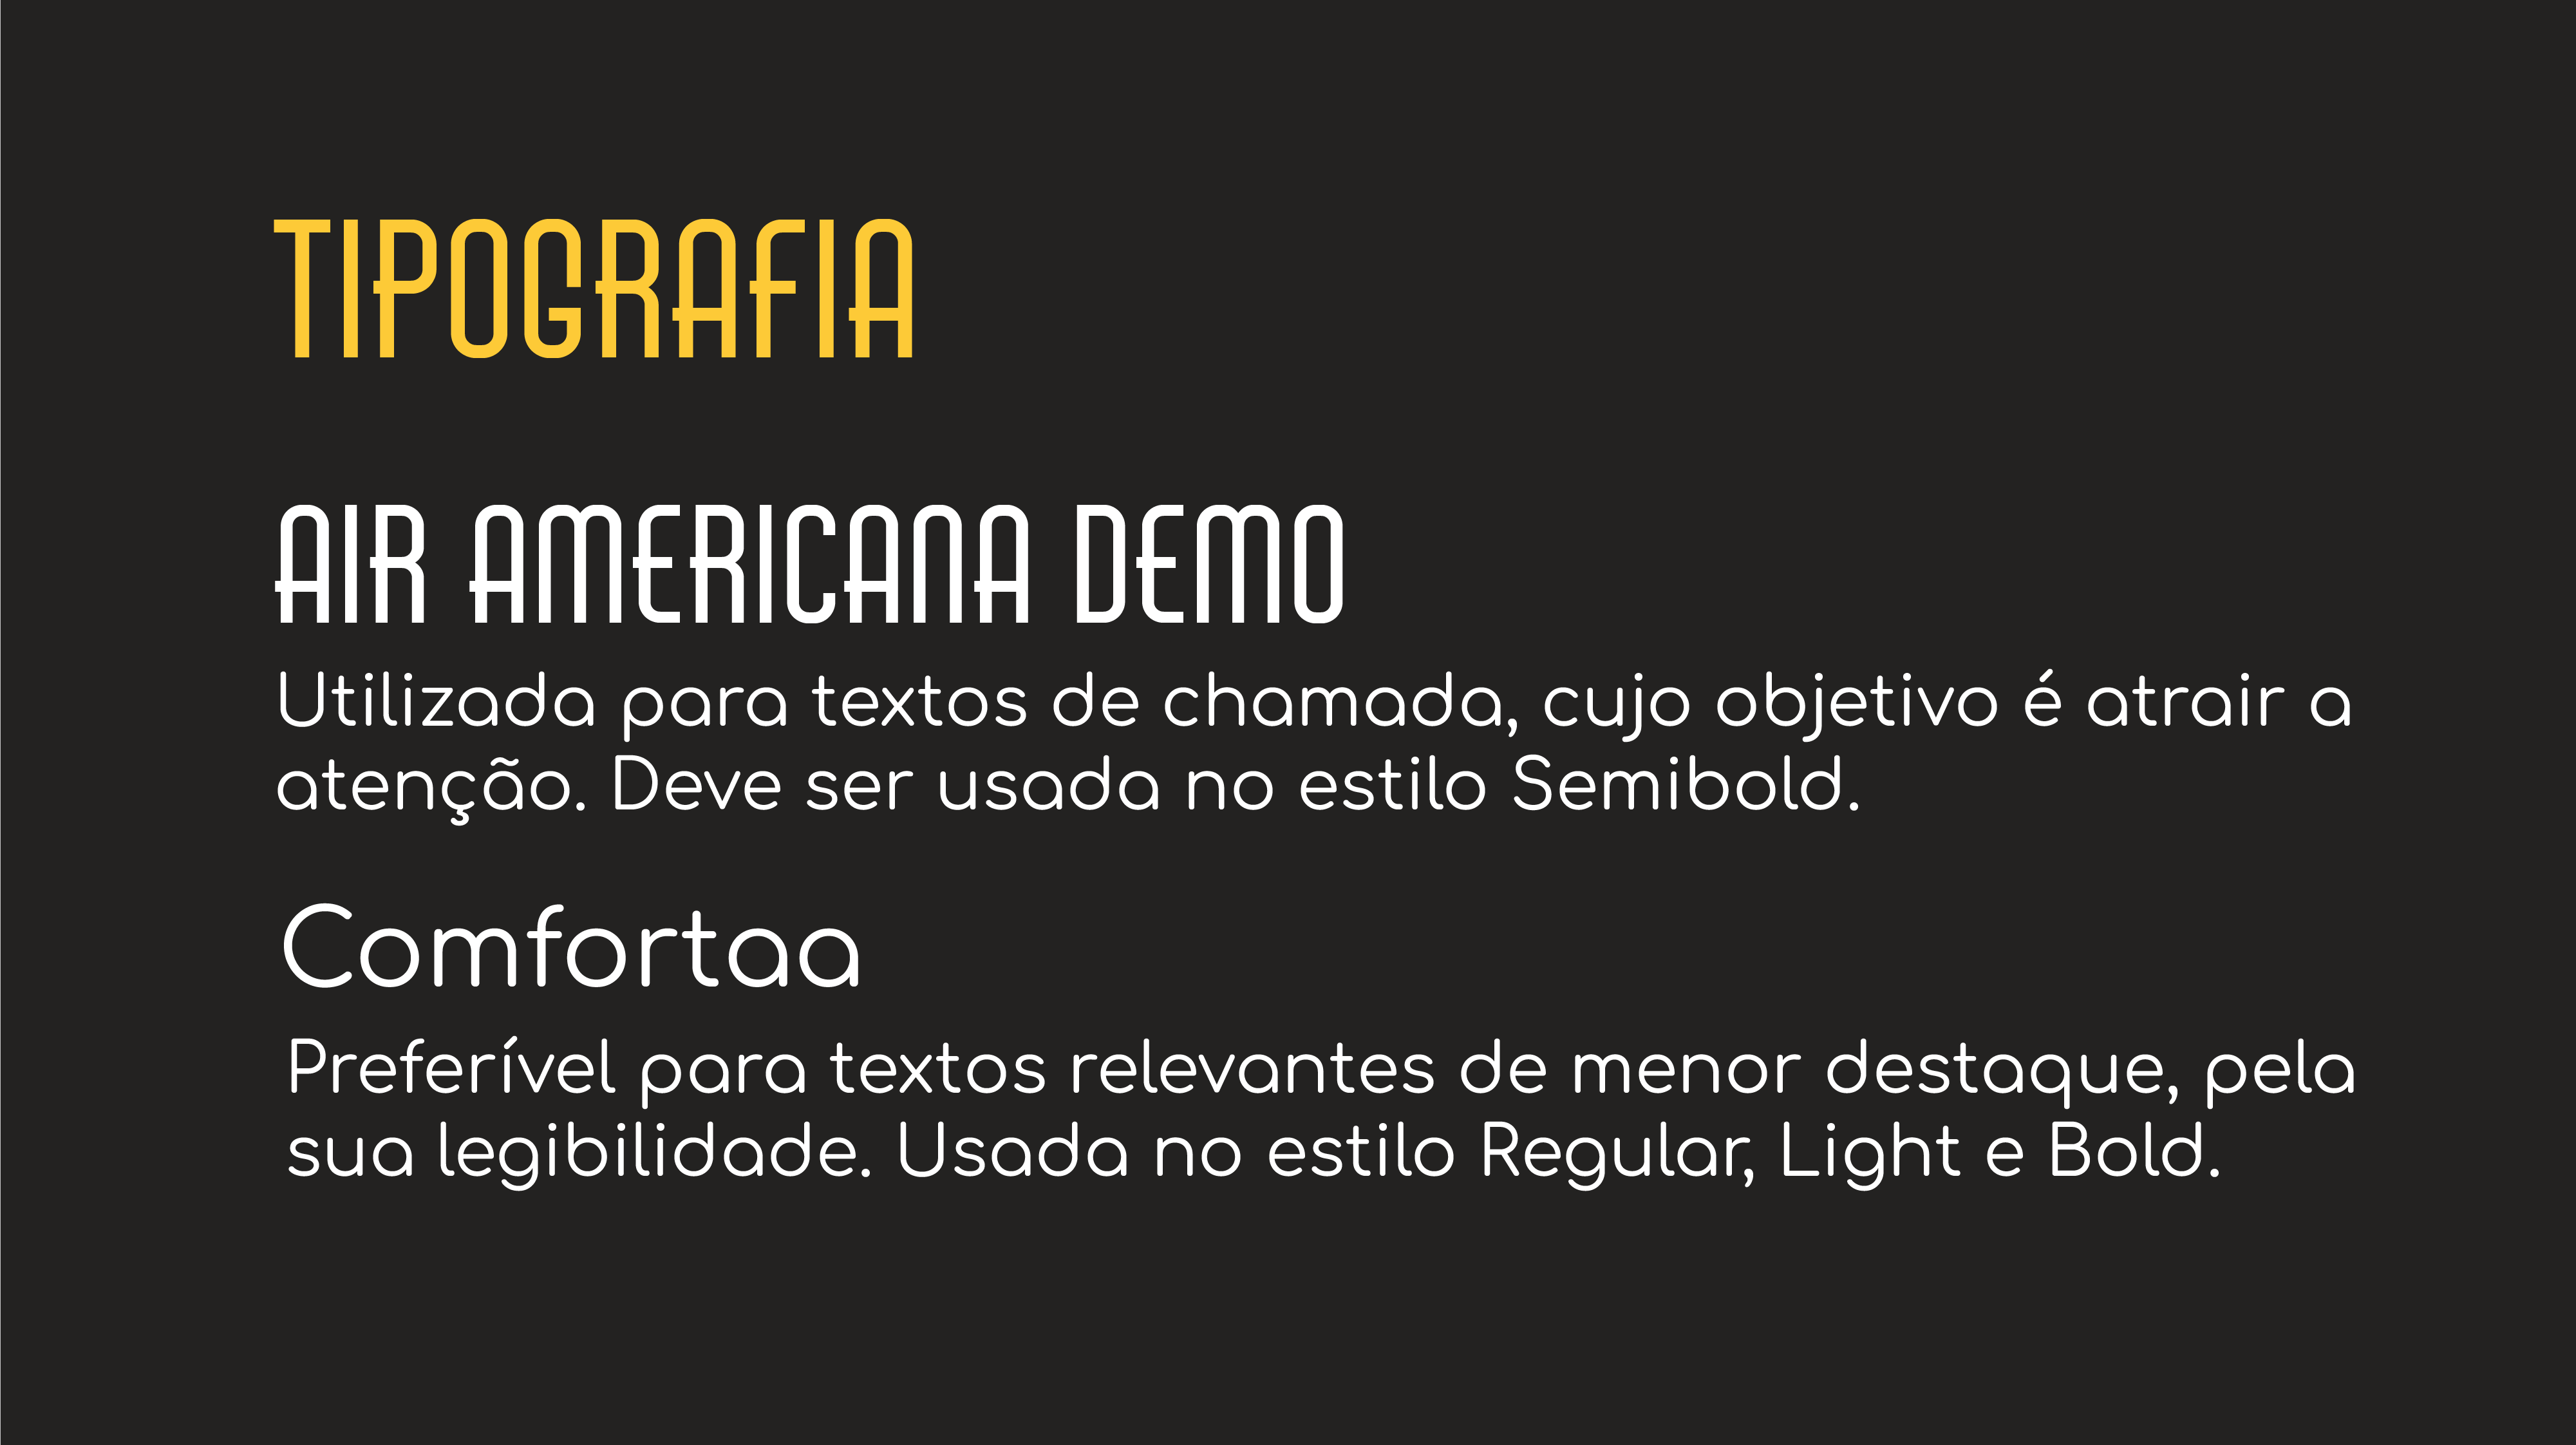 TIPOGRAFIA
AIR AMERICANA DEMO
Utilizada para textos de chamada, cujo objetivo é atrair a
atenção. Deve ser usada no estilo Semibold.
Comfortaa
Preferível para textos relevantes de menor destaque, pela
sua legibilidade. Usada no estilo Regular, Light e Bold.